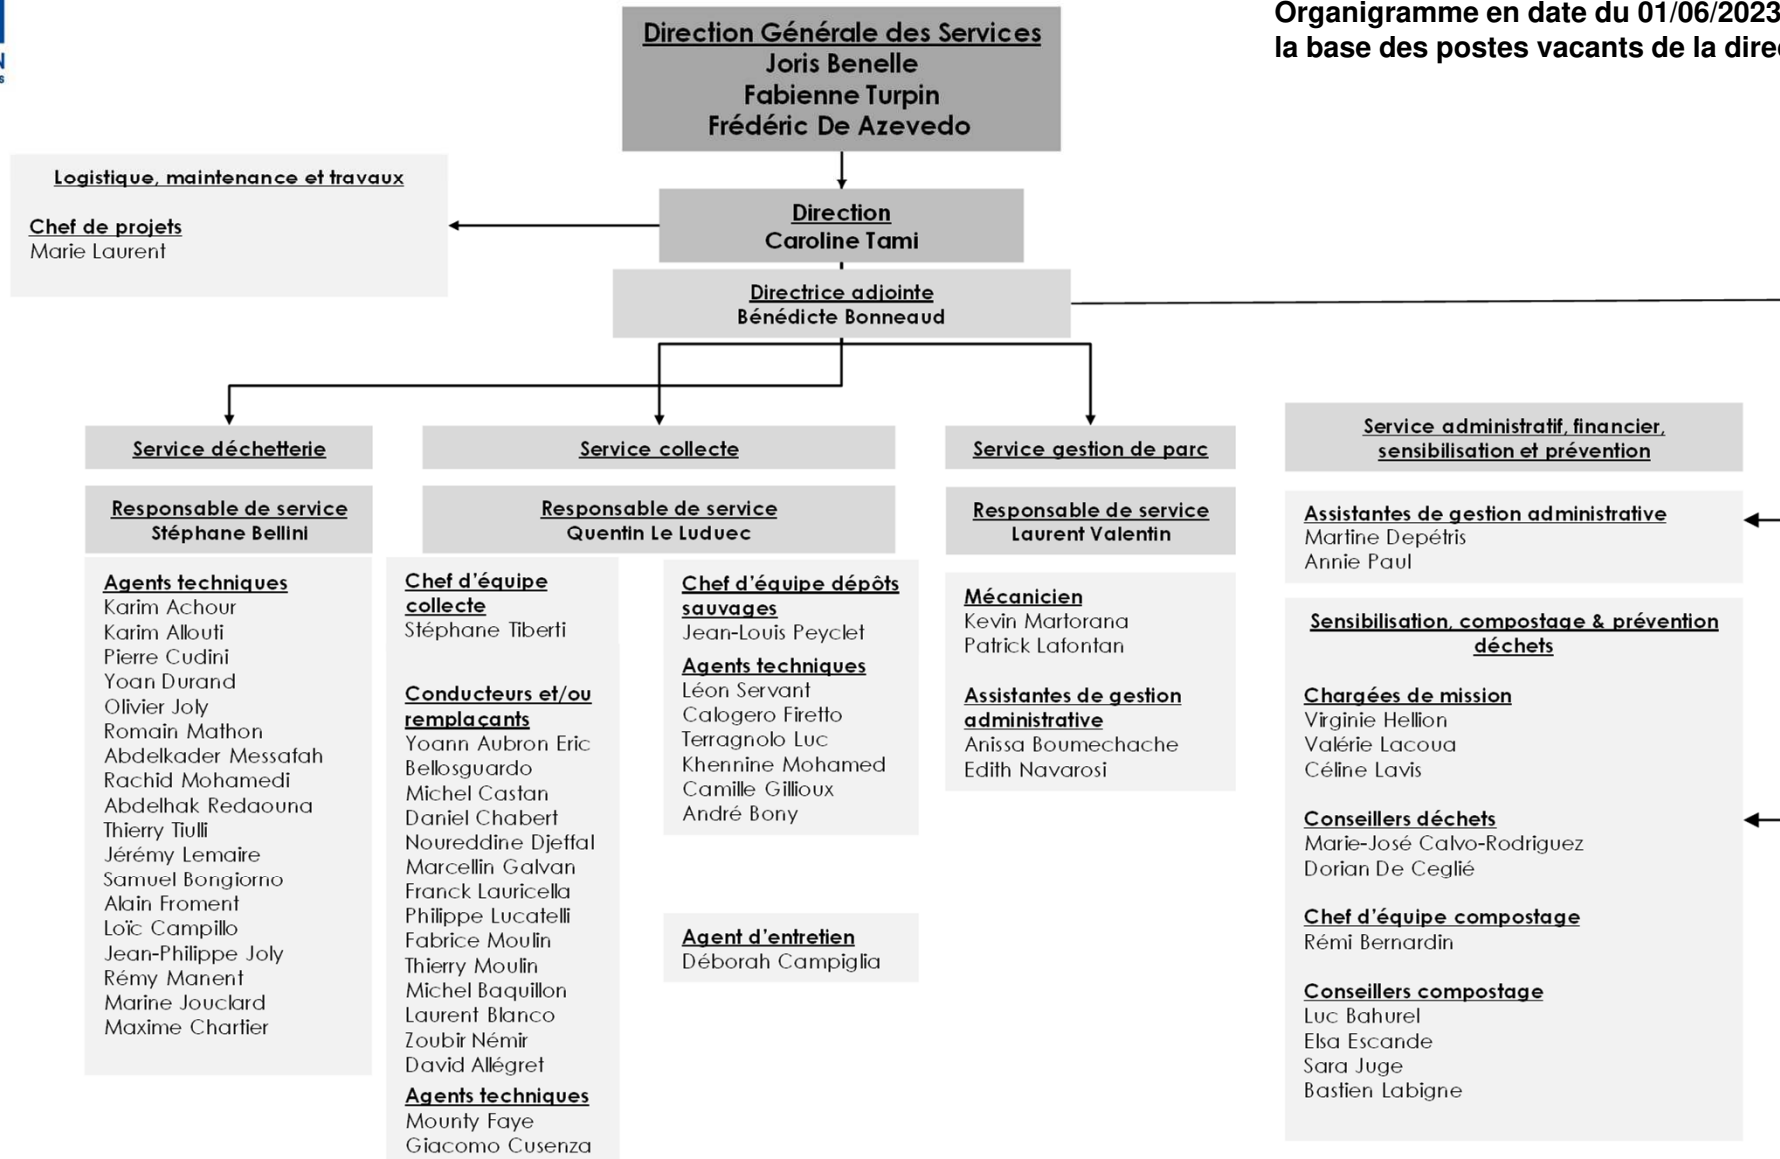 Organigramme en date du 01/06/2023
la base des postes vacants de la
N
s
Direction Générale des Services
Joris Benelle
Fabienne Turpin
Frédéric De Azevedo
Logistique, maintenance et travaux
Chef de projets
Marie Laurent
Direction
Caroline Tami
Directrice adjointe
Bénédicte Bonneaud
Service déchetterie
Responsable de service
Stéphane Bellini
Agents techniques
Karim Achour
Karim Allouti
Pierre Cudini
Yoan Durand
Olivier Joly
Romain Mathon
Abdelkader Messafah
Rachid Mohamedi
Abdelhak Redaouna
Thierry Tiulli
Jérémy Lemaire
Samuel Bongiorno
Alain Froment
Loïc Campillo
Jean-Philippe Joly
Rémy Manent
Marine Jouclard
Maxime Chartier
Service collecte
Responsable de service
Quentin Le Luduec
Chef d’équipe
collecte
Stéphane Tiberti
Conducteurs et/ou
remplaçants
Yoann Aubron Eric
Bellosguardo
Michel Castan
Daniel Chabert
Noureddine Djeffal
Marcellin Galvan
Franck Lauricella
Philippe Lucatelli
Fabrice Moulin
Thierry Moulin
Michel Baquillon
Laurent Blanco
Zoubir Némir
David Allégret
Agents techniques
Mounty Faye
Giacomo Cusenza
Chef d’équipe dépôts
sauvages
Jean-Louis Peyclet
Agents techniques
Léon Servant
Calogero Firetto
Terragnolo Luc
Khennine Mohamed
Camille Gillioux
André Bony
Agent d’entretien
Déborah Campiglia
Service gestion de parc
Responsable de service
Laurent Valentin
Mécanicien
Kevin Martorana
Patrick Lafontan
Assistantes de gestion
administrative
Anissa Boumechache
Edith Navarosi
Service administratif, financier,
sensibilisation et prévention
Assistantes de gestion administrative
Martine Depétris
Annie Paul
Sensibilisation, compostage & prévention
déchets
Chargées de mission
Virginie Hellion
Valérie Lacoua
Céline Lavis
Conseillers déchets
Marie-José Calvo-Rodriguez
Dorian De Ceglié
Chef d’équipe compostage
Rémi Bernardin
Conseillers compostage
Luc Bahurel
Elsa Escande
Sara Juge
Bastien Labigne